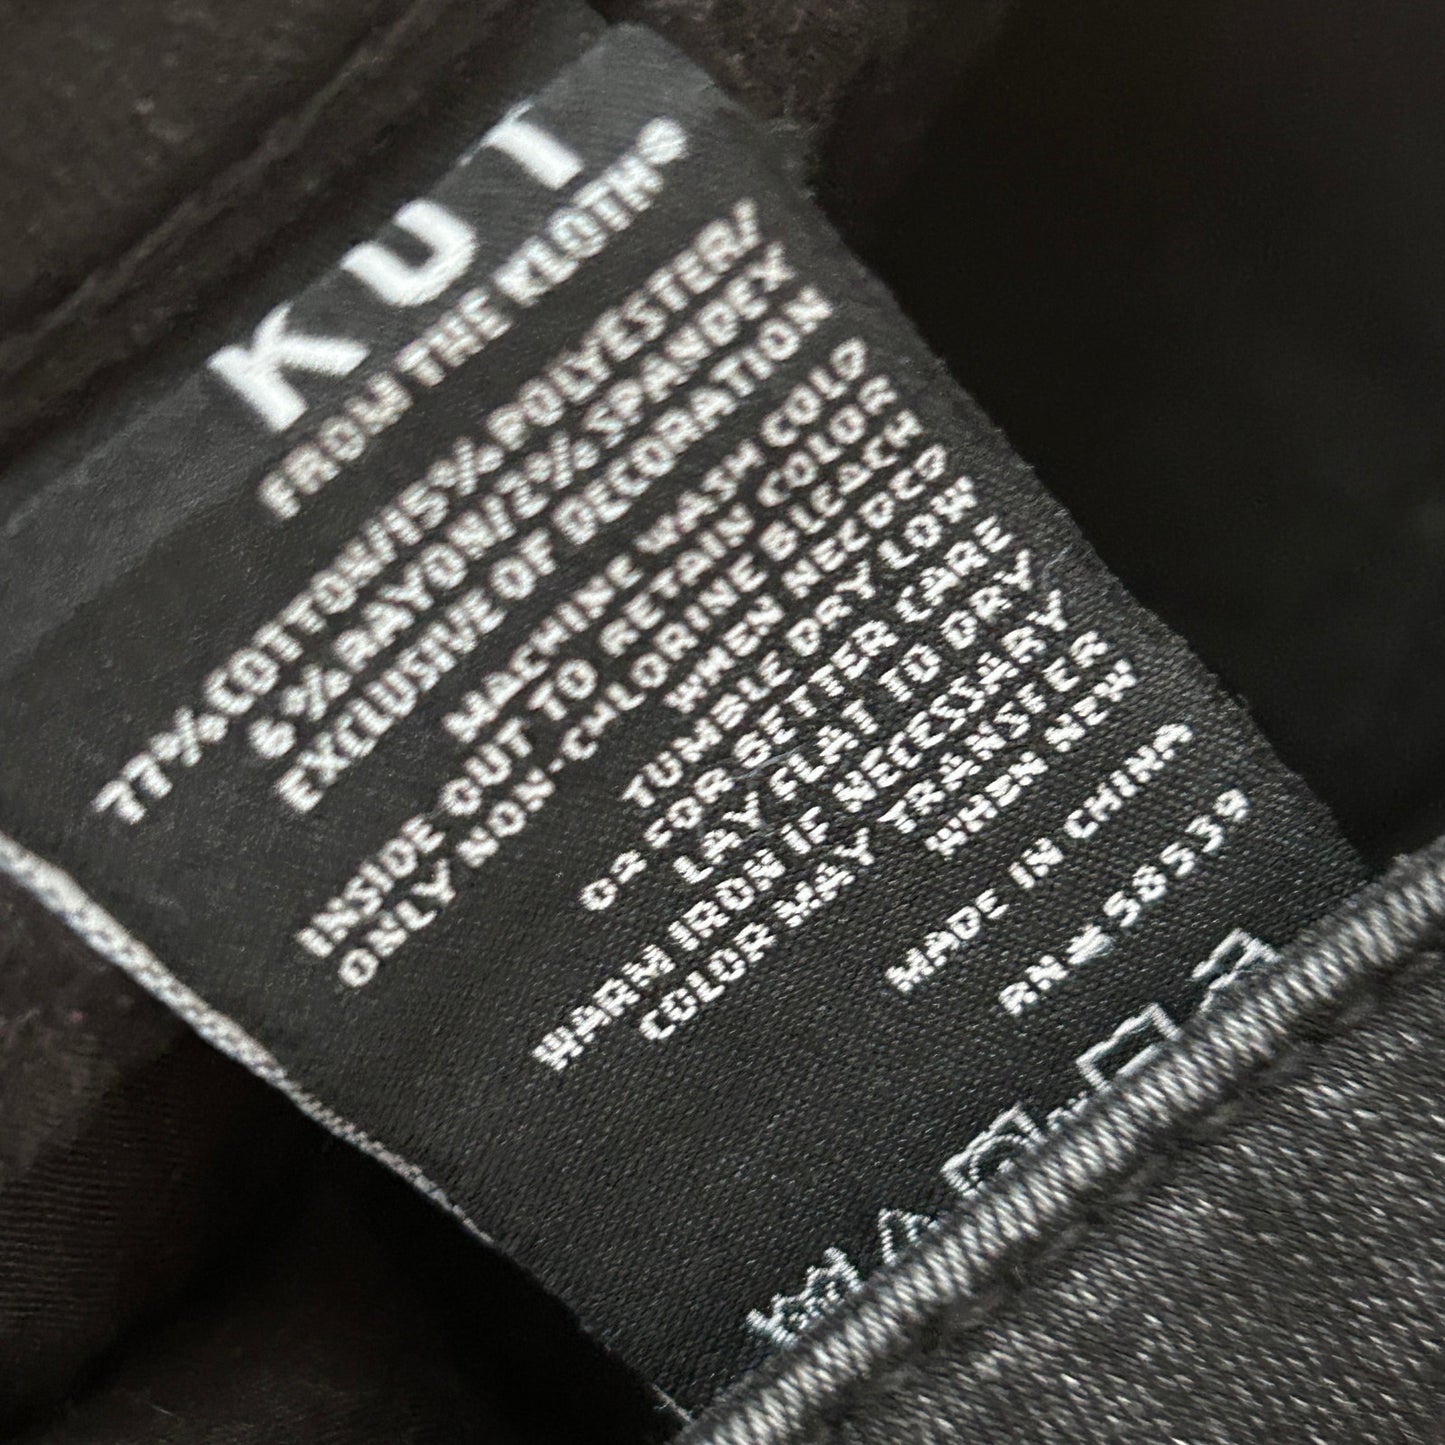 KUT
FROM THE KLOTH®
77%COTTON/15%POLYESTER/
6%RAYON/2%SPANDEX
EXCLUSIVE OF DECORATION
MACHINE WASH COLD
INSIDE OUT TO RETAIN COLOR
ONLY NON-CHLORINE BLEACH
WHEN NEEDED
TUMBLE DRY LOW
OR FOR BETTER CARE
LAY FLAT TO DRY
WARM IRON IF NECESSARY
COLOR MAY TRANSFER
WHEN NEW
MADE IN CHINA
RN#58539